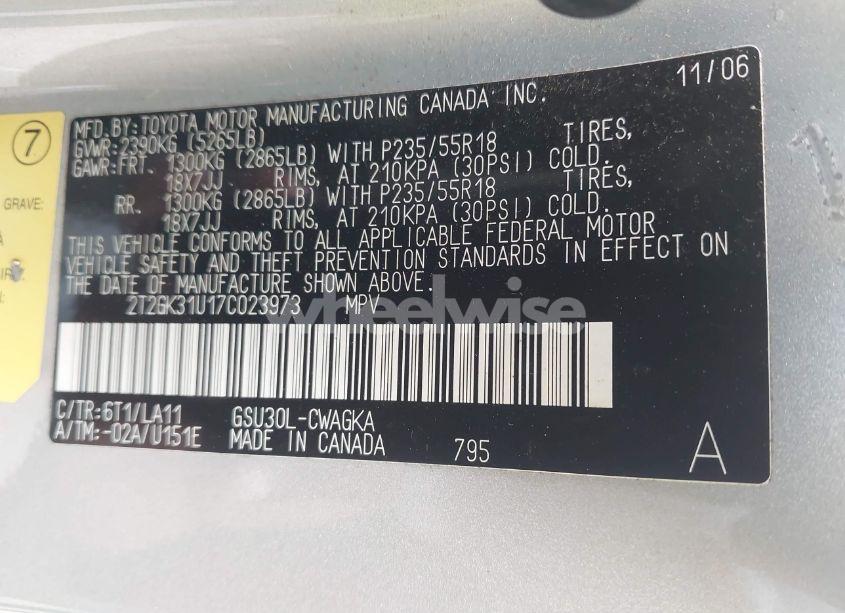 11/06
MFD.BY:TOYOTA MOTOR MANUFACTURING CANADA INC.
GVWR:2390KG (5265LB)
GAWR:FRT. 1300KG (2865LB) WITH P235/55R18 TIRES,
18X7JJ RIMS, AT 210KPA (30PSI) COLD.
RR. 1300KG (2865LB) WITH P235/55R18 TIRES,
18X7JJ RIMS, AT 210KPA (30PSI) COLD.
THIS VEHICLE CONFORMS TO ALL APPLICABLE FEDERAL MOTOR
VEHICLE SAFETY AND THEFT PREVENTION STANDARDS IN EFFECT ON
THE DATE OF MANUFACTURE SHOWN ABOVE.
2T2GK31U17C023973 MPV
wheelwise
C/TR:6T1/LA11 GSU30L-CWAGKA
A/TM:-02A/U151E MADE IN CANADA 795 A
7
GRAVE: